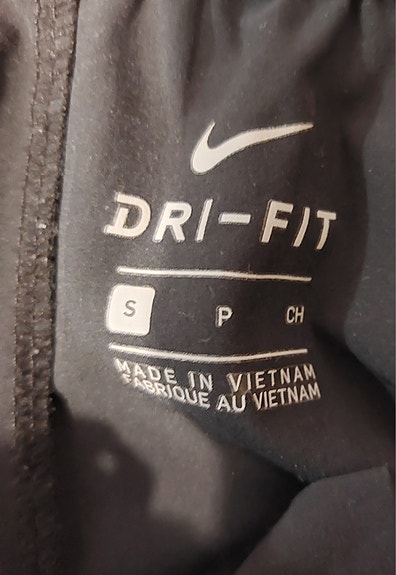 DRI-FIT
S P CH
MADE IN VIETNAM
FABRIQUE AU VIETNAM